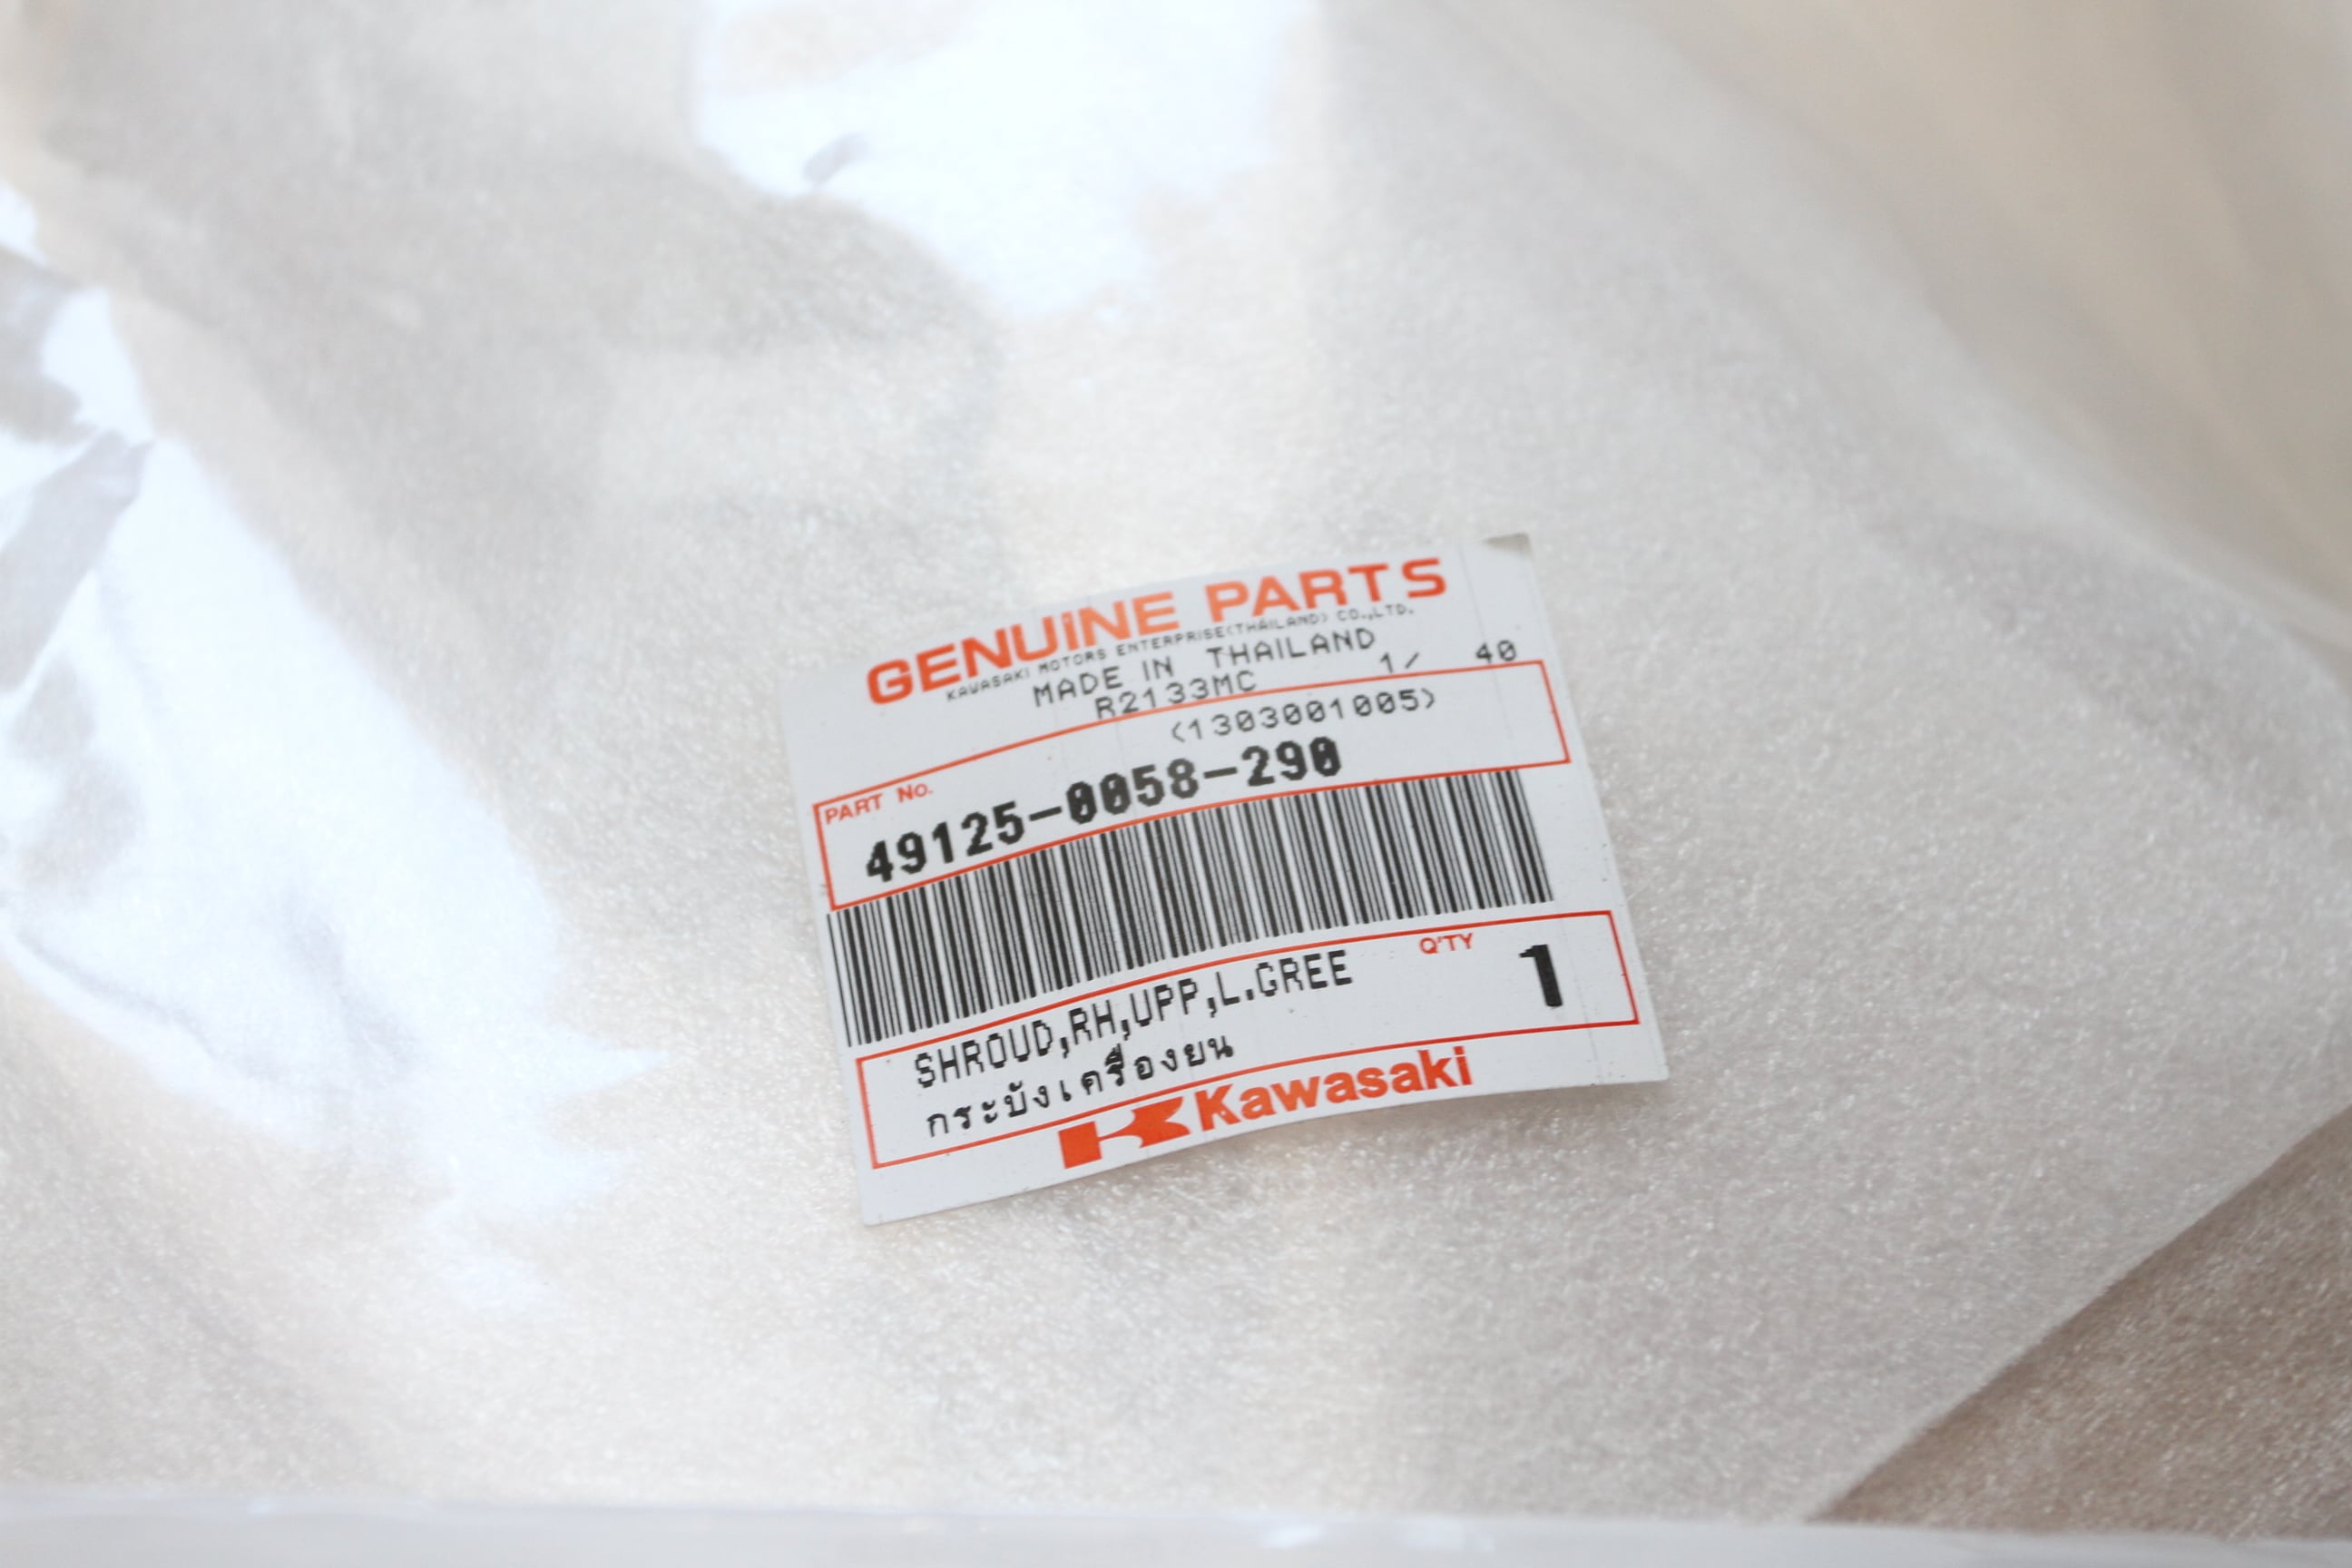 GENUINE PARTS
KAWASAKI MOTORS ENTERPRISE(THAILAND) CO.,LTD.
MADE IN THAILAND
R2133MC 1/ 40
(1303001005)
PART No.
49125-0058-290
SHROUD,RH,UPP,L.GREE
Q'TY
1
กระบังเครื่องยน
Kawasaki